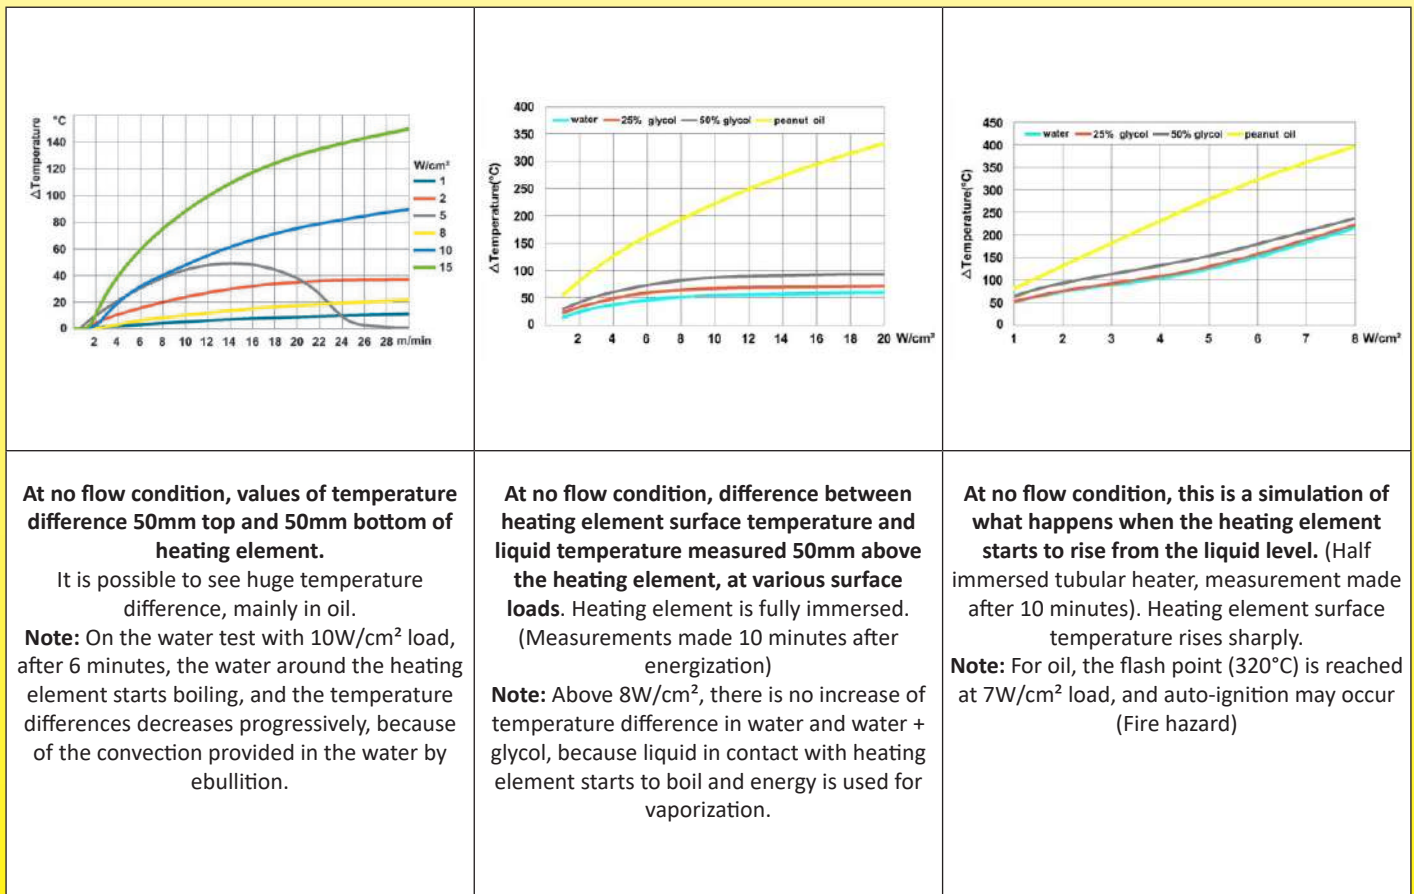 °C
△Temperature
140
120
100
80
60
40
20
0
2 4 6 8 10 12 14 16 18 20 22 24 26 28 m/min
W/cm²
1
2
5
8
10
15
400
350
300
250
200
150
100
50
0
water 25% glycol 50% glycol peanut oil
△Temperature(°C)
2 4 6 8 10 12 14 16 18 20 W/cm²
450
400
350
300
250
200
150
100
50
0
water 25% glycol 50% glycol peanut oil
△Temperature(°C)
1 2 3 4 5 6 7 8 W/cm²
At no flow condition, values of temperature
difference 50mm top and 50mm bottom of
heating element.
It is possible to see huge temperature
difference, mainly in oil.
Note: On the water test with 10W/cm² load,
after 6 minutes, the water around the heating
element starts boiling, and the temperature
differences decreases progressively, because
of the convection provided in the water by
ebullition.
At no flow condition, difference between
heating element surface temperature and
liquid temperature measured 50mm above
the heating element, at various surface
loads. Heating element is fully immersed.
(Measurements made 10 minutes after
energization)
Note: Above 8W/cm², there is no increase of
temperature difference in water and water +
glycol, because liquid in contact with heating
element starts to boil and energy is used for
vaporization.
At no flow condition, this is a simulation of
what happens when the heating element
starts to rise from the liquid level. (Half
immersed tubular heater, measurement made
after 10 minutes). Heating element surface
temperature rises sharply.
Note: For oil, the flash point (320°C) is reached
at 7W/cm² load, and auto-ignition may occur
(Fire hazard)